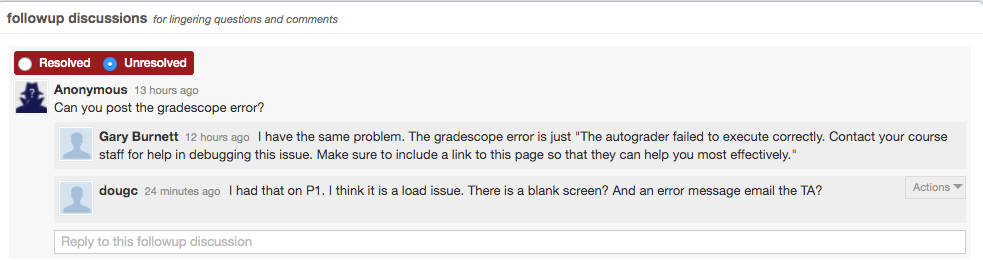 followup discussions for lingering questions and comments
Resolved Unresolved
Anonymous 13 hours ago
Can you post the gradescope error?
Gary Burnett 12 hours ago I have the same problem. The gradescope error is just "The autograder failed to execute correctly. Contact your course
staff for help in debugging this issue. Make sure to include a link to this page so that they can help you most effectively."
dougc 24 minutes ago I had that on P1. I think it is a load issue. There is a blank screen? And an error message email the TA? Actions
Reply to this followup discussion